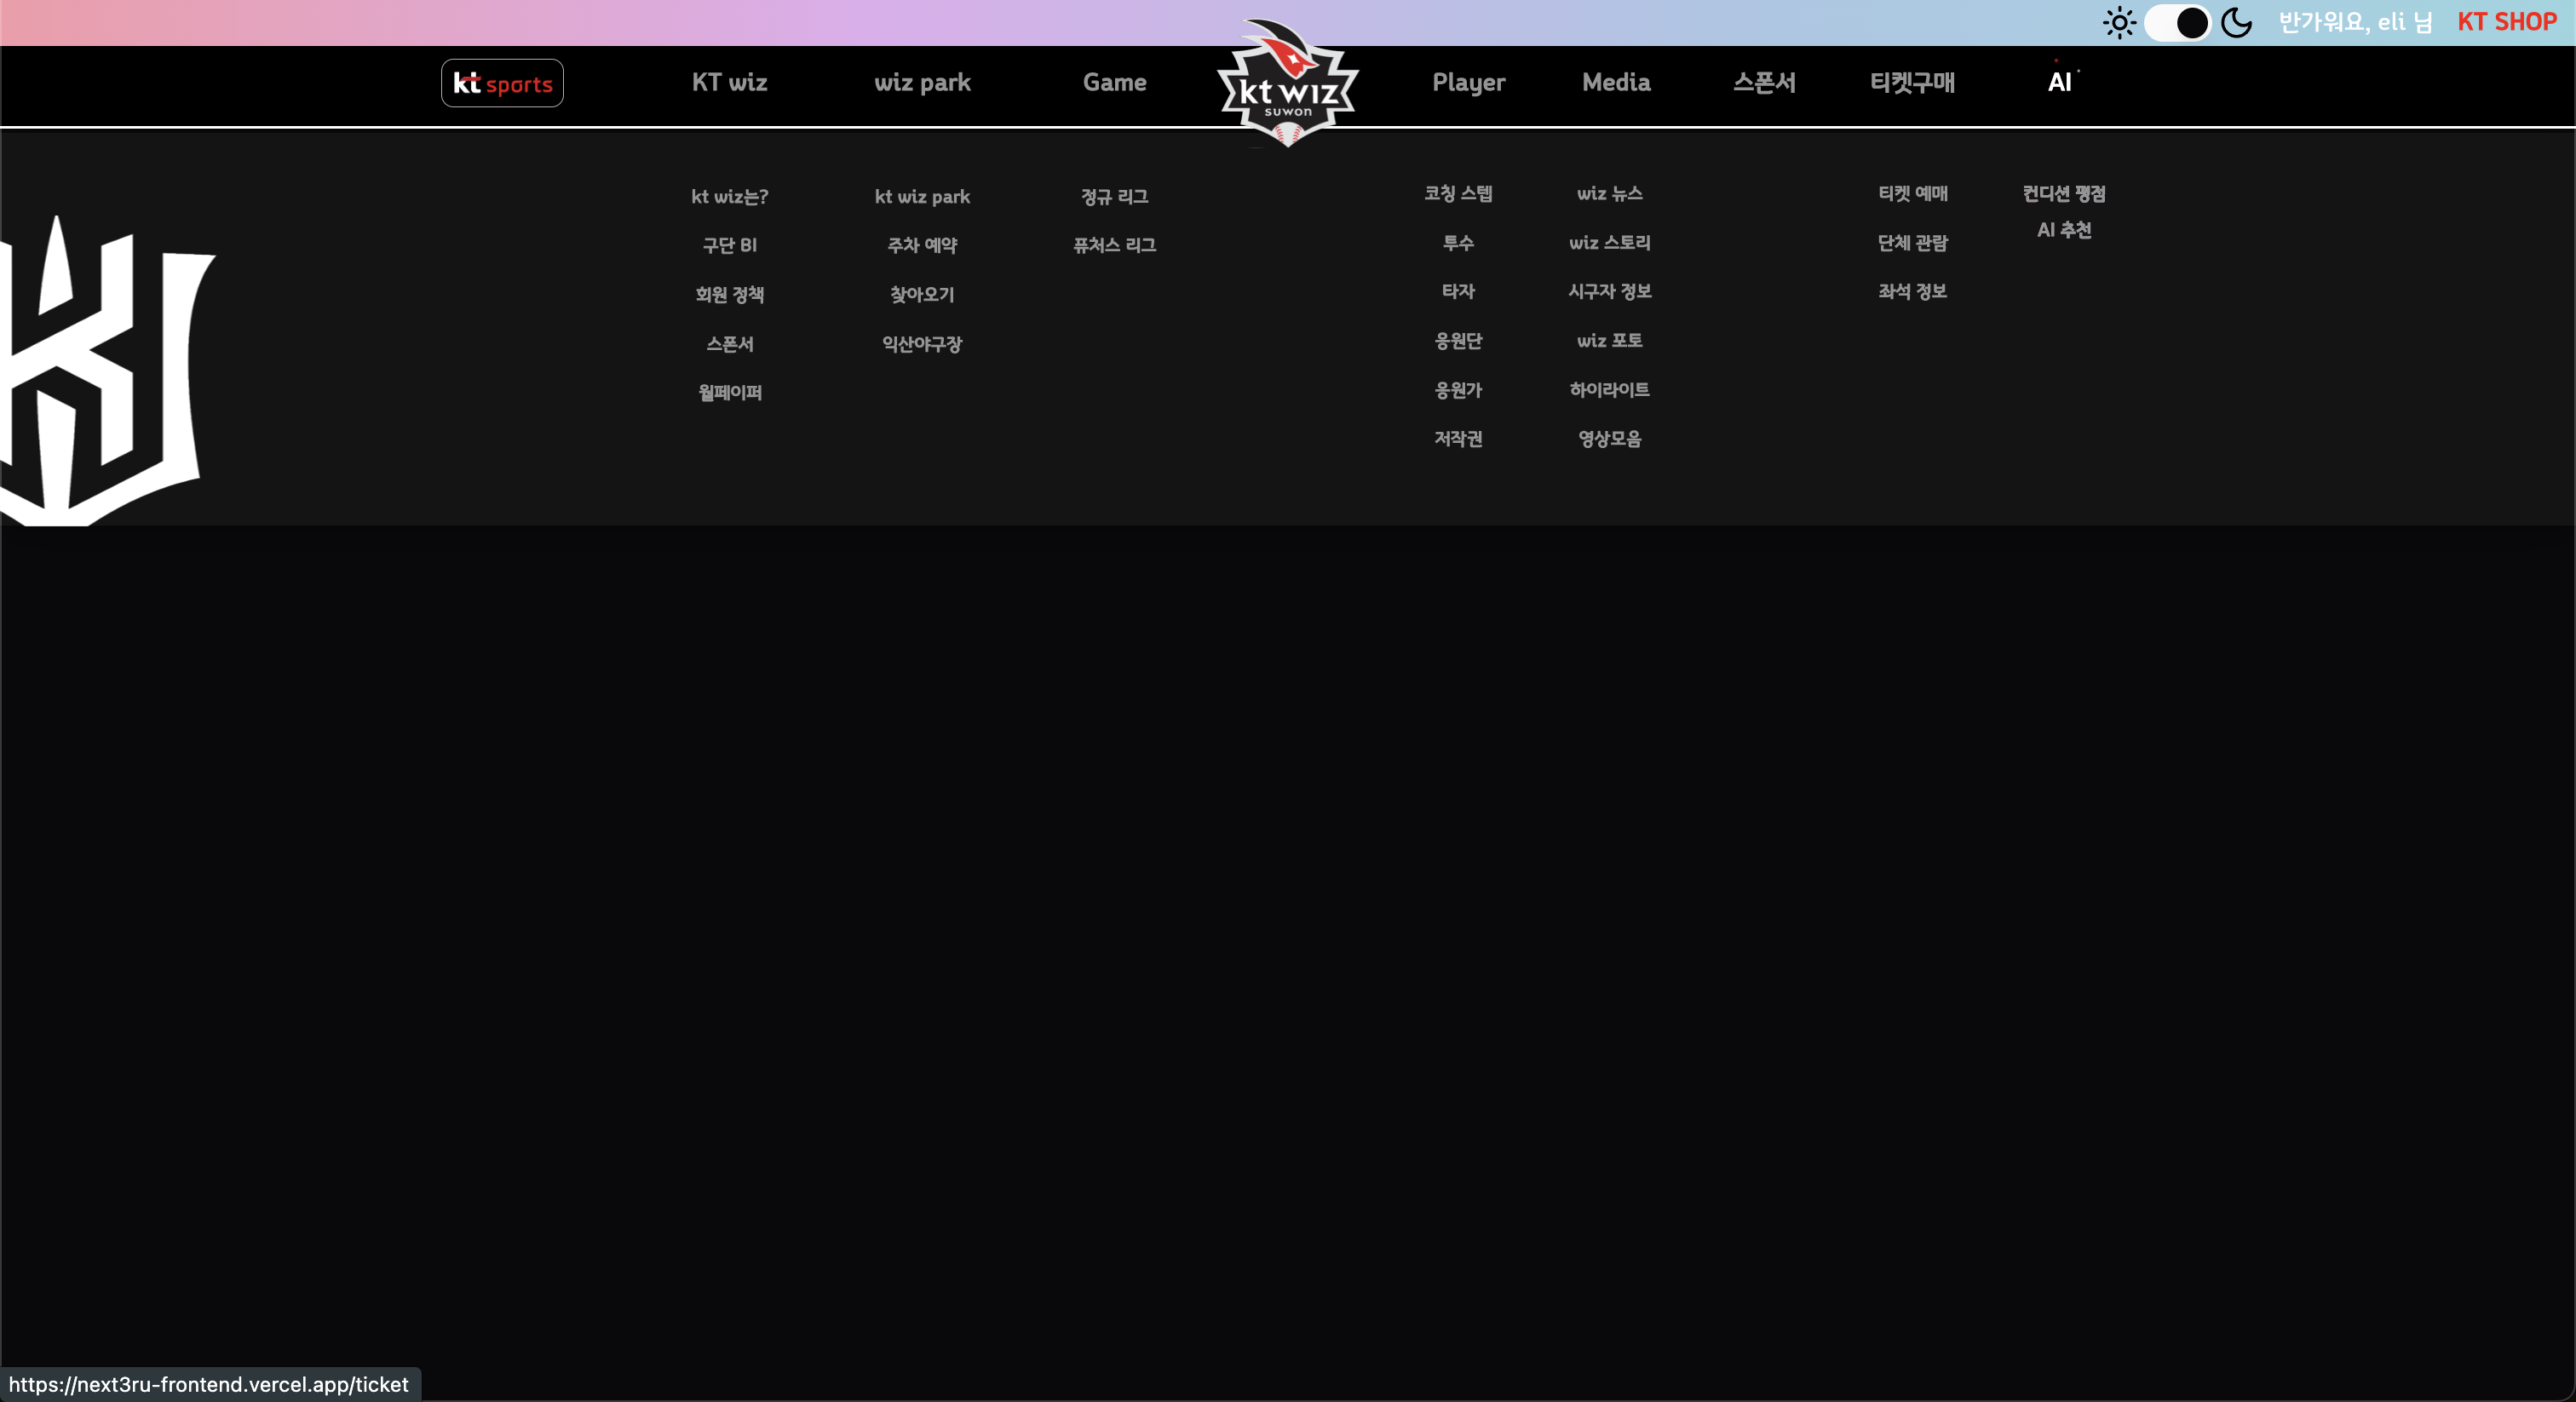 반가워요, eli 님 KT SHOP
kt sports KT wiz wiz park Game kt wiz suwon Player Media 스폰서 티켓구매 AI
kt wiz는?
구단 BI
회원 정책
스폰서
월페이퍼
kt wiz park
주차 예약
찾아오기
익산야구장
정규 리그
퓨처스 리그
코칭 스텝
투수
타자
응원단
응원가
저작권
wiz 뉴스
wiz 스토리
시구자 정보
wiz 포토
하이라이트
영상모음
티켓 예매
단체 관람
좌석 정보
컨디션 평점
AI 추천
https://next3ru-frontend.vercel.app/ticket